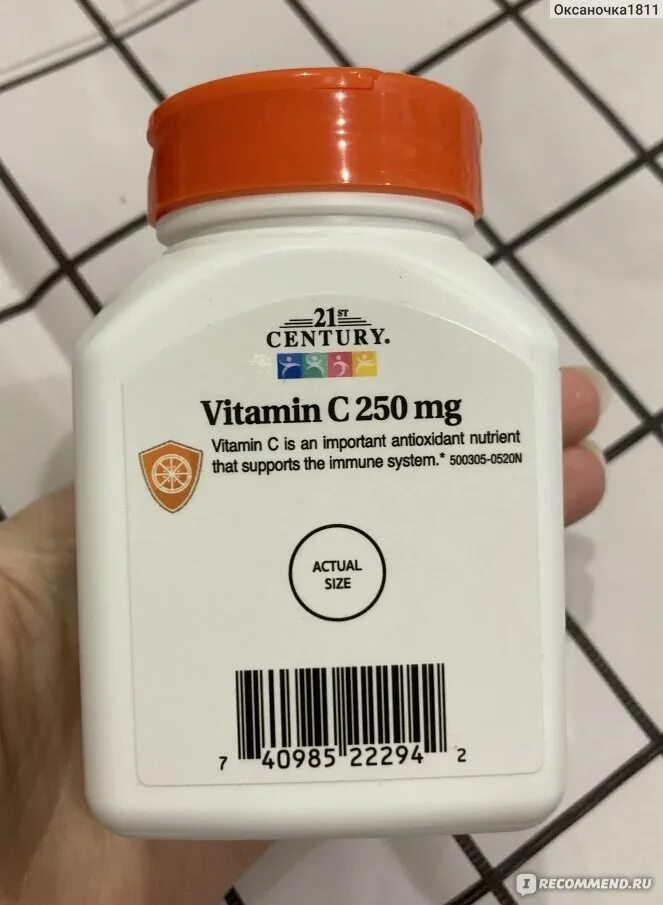 Оксаночка1811
21ST
CENTURY®
Vitamin C 250 mg
Vitamin C is an important antioxidant nutrient
that supports the immune system.* 500305-0520N
ACTUAL
SIZE
7 40985 22294 2
IRECOMMEND.RU